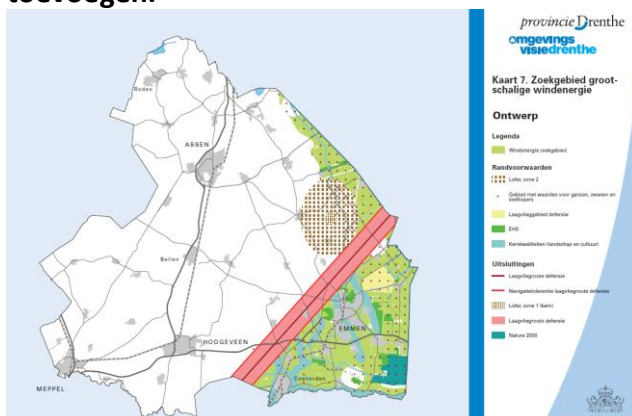 toevoegen.
provincie Drenthe
omgevings
visiedrenthe
Kaart 7. Zoekgebied groot-
schalige windenergie
Ontwerp
Legenda
Windenergie zoekgebied
Randvoorwaarden
Lofar, zone 2
Gebied met waarden voor ganzen, zwanen en
steltlopers
Laagvlieggebied defensie
EHS
Kernkwaliteiten (landschap en cultuur)
Uitsluitingen
Laagvliegroute defensie
Navigatietolerantie laagvliegroute defensie
Lofar, zone 1 (kern)
Laagvliegroute defensie
Natura 2000
Roden
ASSEN
Beilen
HOOGEVEEN
EMMEN
Coevorden
MEPPEL